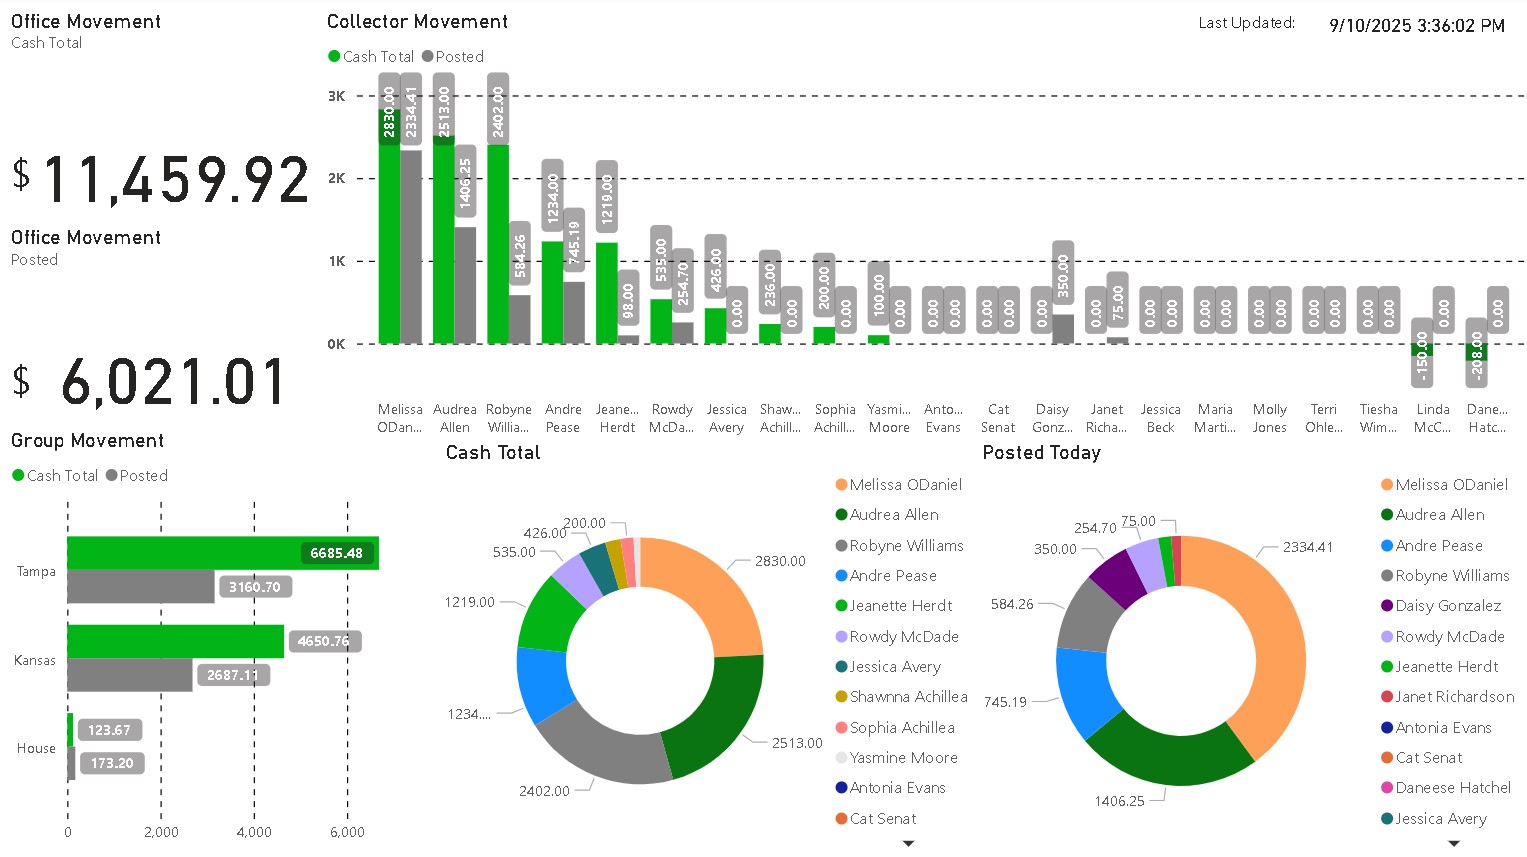 Office Movement
Cash Total
$ 11,459.92
Office Movement
Posted
$ 6,021.01
Collector Movement
Last Updated: 9/10/2025 3:36:02 PM
Cash Total Posted
3K
2K
1K
0K
2830.00 2334.41 2513.00 1406.25 2402.00 584.26 1234.00 745.19 1219.00 98.00 535.00 254.70 426.00 0.00 236.00 0.00 200.00 0.00 100.00 0.00 0.00 0.00 0.00 0.00 0.00 350.00 0.00 75.00 0.00 0.00 0.00 0.00 0.00 0.00 0.00 0.00 0.00 0.00 -150.00 0.00 -208.00 0.00
Melissa Audrea Robyne Andre Jeane... Rowdy Jessica Shaw... Sophia Yasmi... Anto... Cat Daisy Janet Jessica Maria Molly Terri Tiesha Linda Dane...
ODan... Allen Willia... Pease Herdt McDa... Avery Achill... Achill... Moore Evans Senat Gonz... Richa... Beck Marti... Jones Ohle... Wim... McC... Hatc...
Group Movement
Cash Total Posted
Tampa
6685.48
3160.70
Kansas
4650.76
2687.11
House
123.67
173.20
0 2,000 4,000 6,000
Cash Total
200.00
426.00
535.00
1219.00
1234....
2402.00
2513.00
2830.00
Melissa ODaniel
Audrea Allen
Robyne Williams
Andre Pease
Jeanette Herdt
Rowdy McDade
Jessica Avery
Shawnna Achillea
Sophia Achillea
Yasmine Moore
Antonia Evans
Cat Senat
Posted Today
75.00
254.70
350.00
584.26
745.19
1406.25
2334.41
Melissa ODaniel
Audrea Allen
Andre Pease
Robyne Williams
Daisy Gonzalez
Rowdy McDade
Jeanette Herdt
Janet Richardson
Antonia Evans
Cat Senat
Daneese Hatchel
Jessica Avery